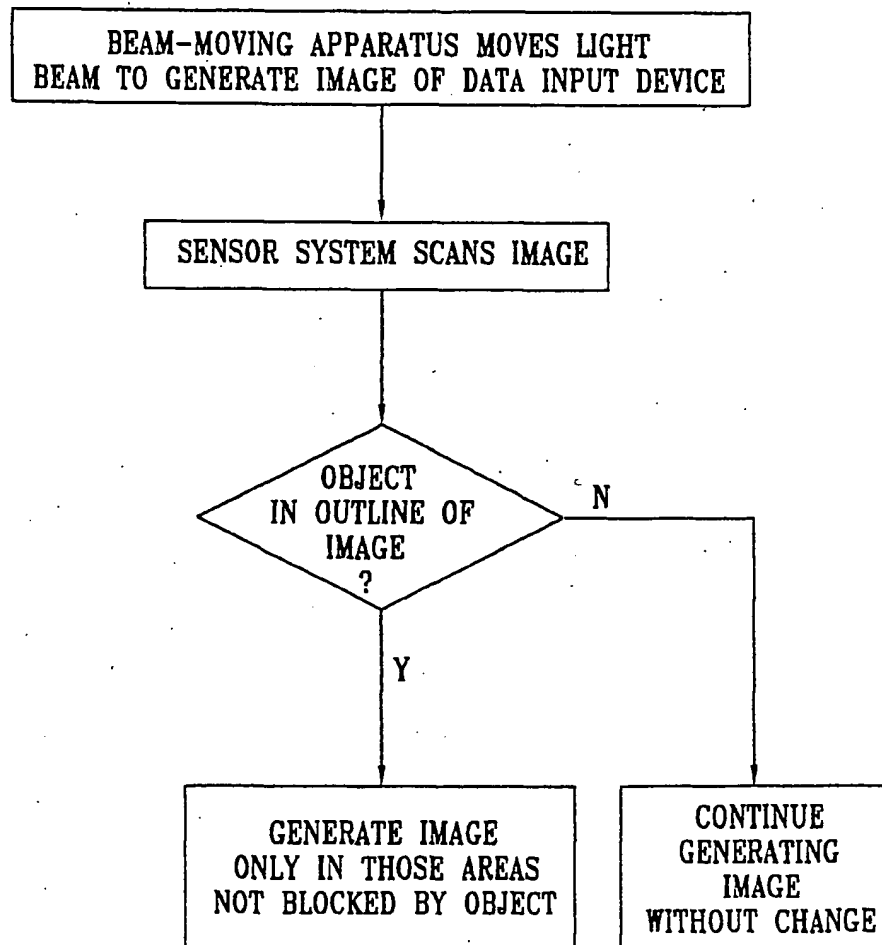 BEAM-MOVING APPARATUS MOVES LIGHT
BEAM TO GENERATE IMAGE OF DATA INPUT DEVICE
SENSOR SYSTEM SCANS IMAGE
OBJECT
IN OUTLINE OF
IMAGE
?
N
Y
GENERATE IMAGE
ONLY IN THOSE AREAS
NOT BLOCKED BY OBJECT
CONTINUE
GENERATING
IMAGE
WITHOUT CHANGE